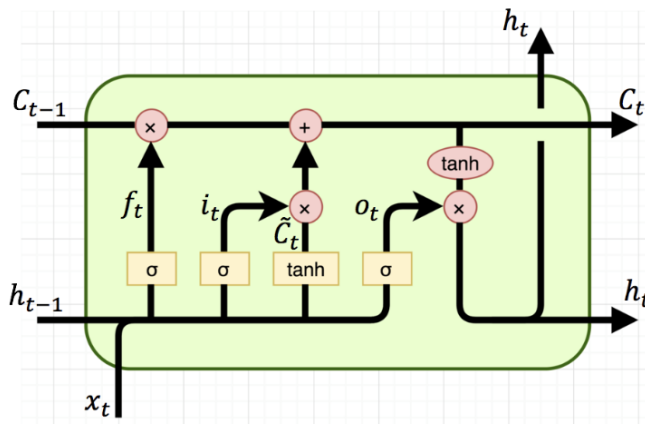 h_t
C_{t-1}
×
+
C_t
tanh
f_t
i_t
×
o_t
×
C̃_t
σ
σ
tanh
σ
h_{t-1}
h_t
x_t